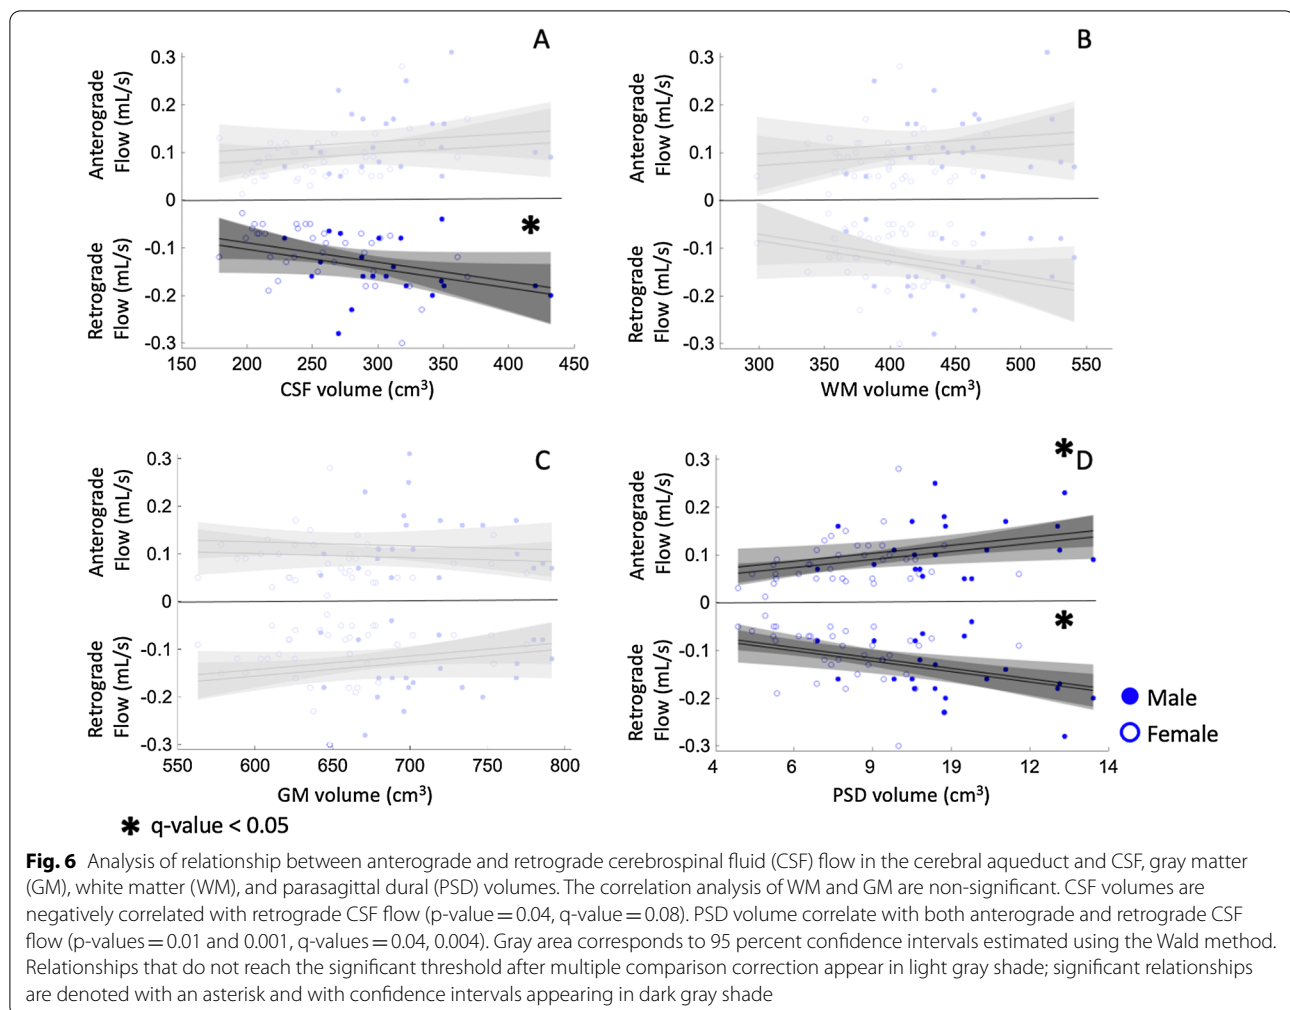 A
0.3
0.2
0.1
0
-0.1
-0.2
-0.3
Anterograde
Flow (mL/s)
Retrograde
Flow (mL/s)
*
150 200 250 300 350 400 450
CSF volume (cm³)
B
0.3
0.2
0.1
0
-0.1
-0.2
-0.3
Anterograde
Flow (mL/s)
Retrograde
Flow (mL/s)
300 350 400 450 500 550
WM volume (cm³)
C
0.3
0.2
0.1
0
-0.1
-0.2
-0.3
Anterograde
Flow (mL/s)
Retrograde
Flow (mL/s)
550 600 650 700 750 800
GM volume (cm³)
* D
0.3
0.2
0.1
0
-0.1
-0.2
-0.3
Anterograde
Flow (mL/s)
Retrograde
Flow (mL/s)
*
4 6 9 19 12 14
PSD volume (cm³)
Male
Female
* q-value < 0.05
Fig. 6 Analysis of relationship between anterograde and retrograde cerebrospinal fluid (CSF) flow in the cerebral aqueduct and CSF, gray matter
(GM), white matter (WM), and parasagittal dural (PSD) volumes. The correlation analysis of WM and GM are non-significant. CSF volumes are
negatively correlated with retrograde CSF flow (p-value = 0.04, q-value = 0.08). PSD volume correlate with both anterograde and retrograde CSF
flow (p-values = 0.01 and 0.001, q-values = 0.04, 0.004). Gray area corresponds to 95 percent confidence intervals estimated using the Wald method.
Relationships that do not reach the significant threshold after multiple comparison correction appear in light gray shade; significant relationships
are denoted with an asterisk and with confidence intervals appearing in dark gray shade